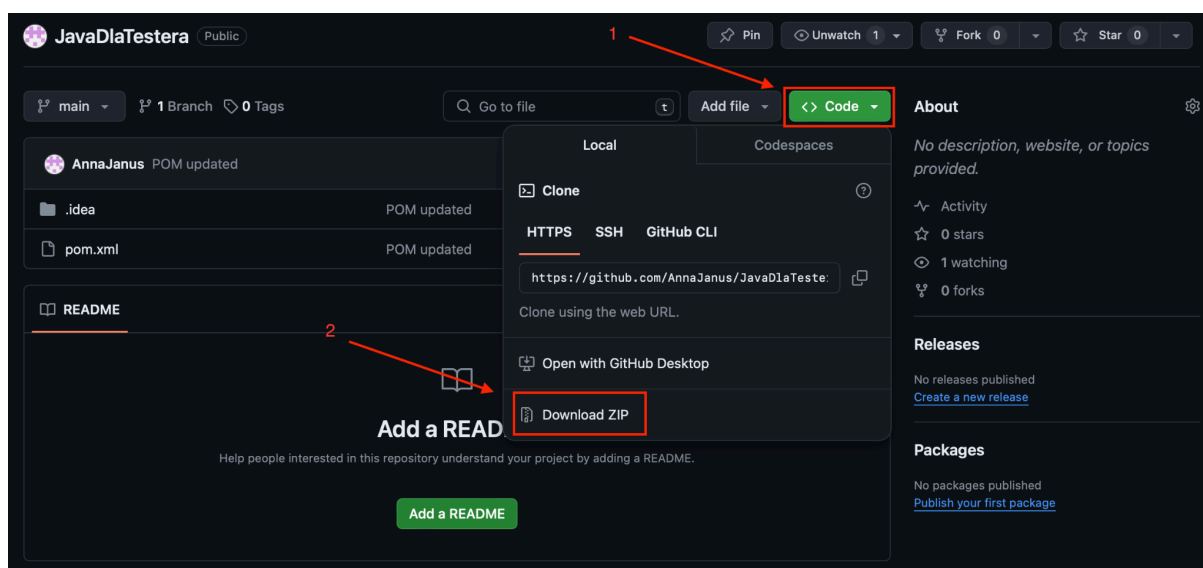 JavaDlaTestera Public
1
Pin
Unwatch 1
Fork 0
Star 0
main
1 Branch
0 Tags
Go to file
t
Add file
<> Code
AnnaJanus POM updated
.idea POM updated
pom.xml POM updated
README
2
Add a READ
Help people interested in this repository understand your project by adding a README.
Add a README
Local
Codespaces
Clone
HTTPS
SSH
GitHub CLI
https://github.com/AnnaJanus/JavaDlaTeste
Clone using the web URL.
Open with GitHub Desktop
Download ZIP
About
No description, website, or topics
provided.
Activity
0 stars
1 watching
0 forks
Releases
No releases published
Create a new release
Packages
No packages published
Publish your first package